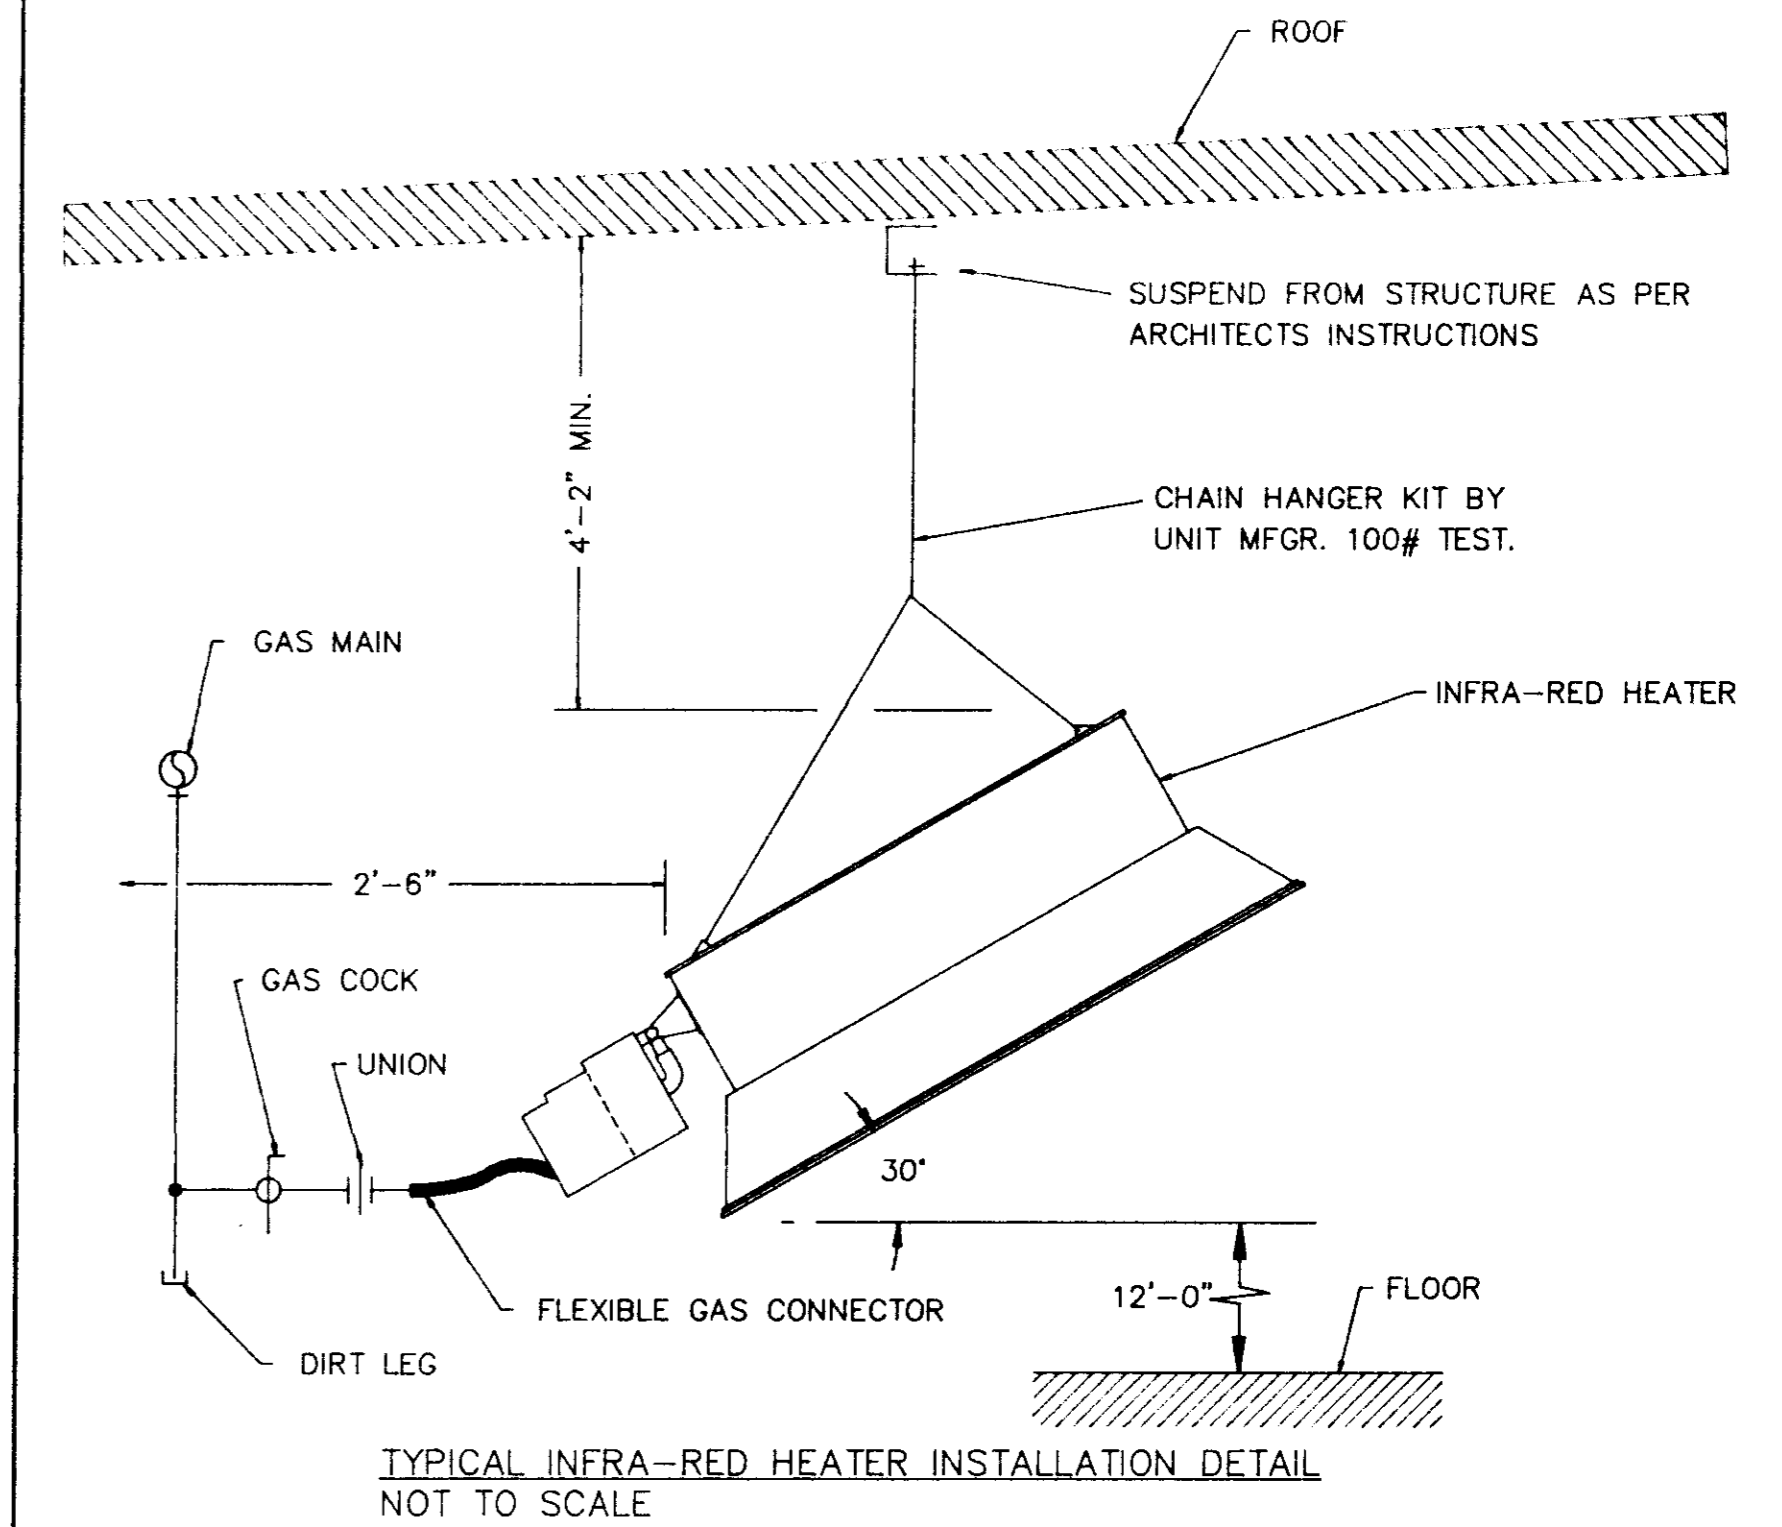 ROOF
SUSPEND FROM STRUCTURE AS PER
ARCHITECTS INSTRUCTIONS
4'-2" MIN.
CHAIN HANGER KIT BY
UNIT MFGR. 100# TEST.
GAS MAIN
INFRA-RED HEATER
2'-6"
GAS COCK
UNION
30°
FLEXIBLE GAS CONNECTOR
12'-0"
FLOOR
DIRT LEG
TYPICAL INFRA-RED HEATER INSTALLATION DETAIL
NOT TO SCALE